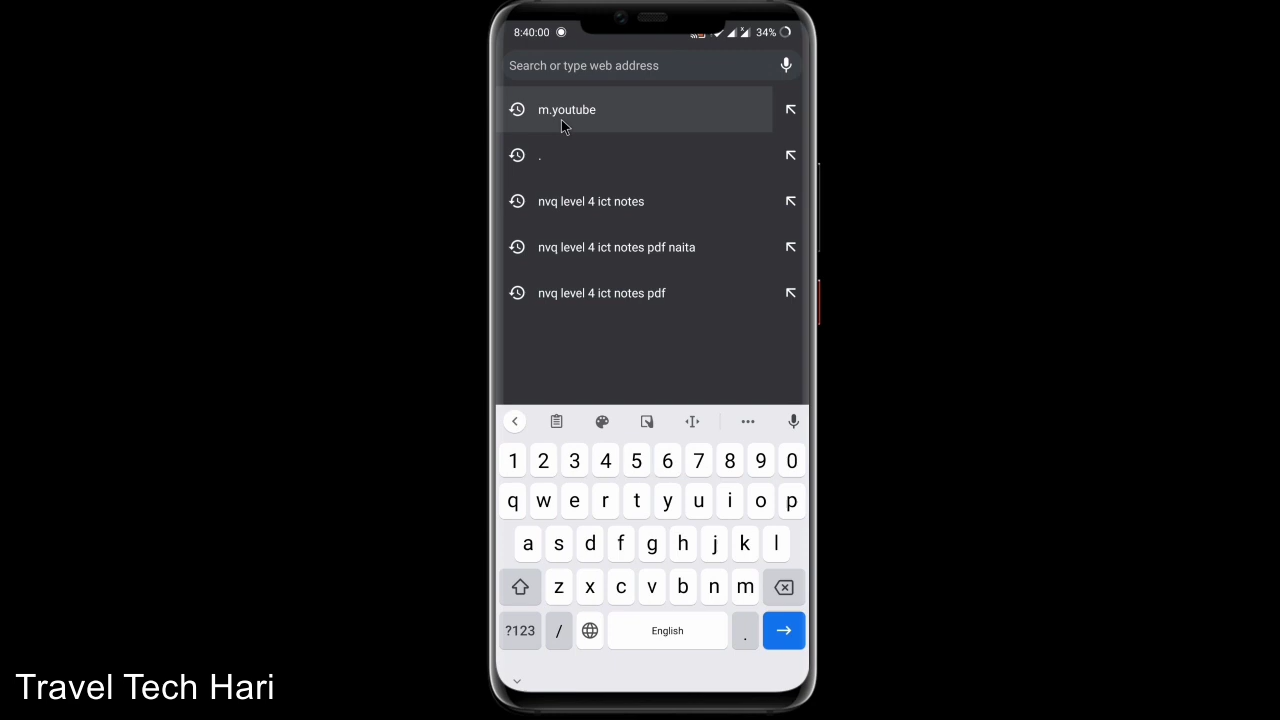 8:40:00 34%
Search or type web address
m.youtube
.
nvq level 4 ict notes
nvq level 4 ict notes pdf naita
nvq level 4 ict notes pdf
1 2 3 4 5 6 7 8 9 0
q w e r t y u i o p
a s d f g h j k l
z x c v b n m
?123 / English .
Travel Tech Hari